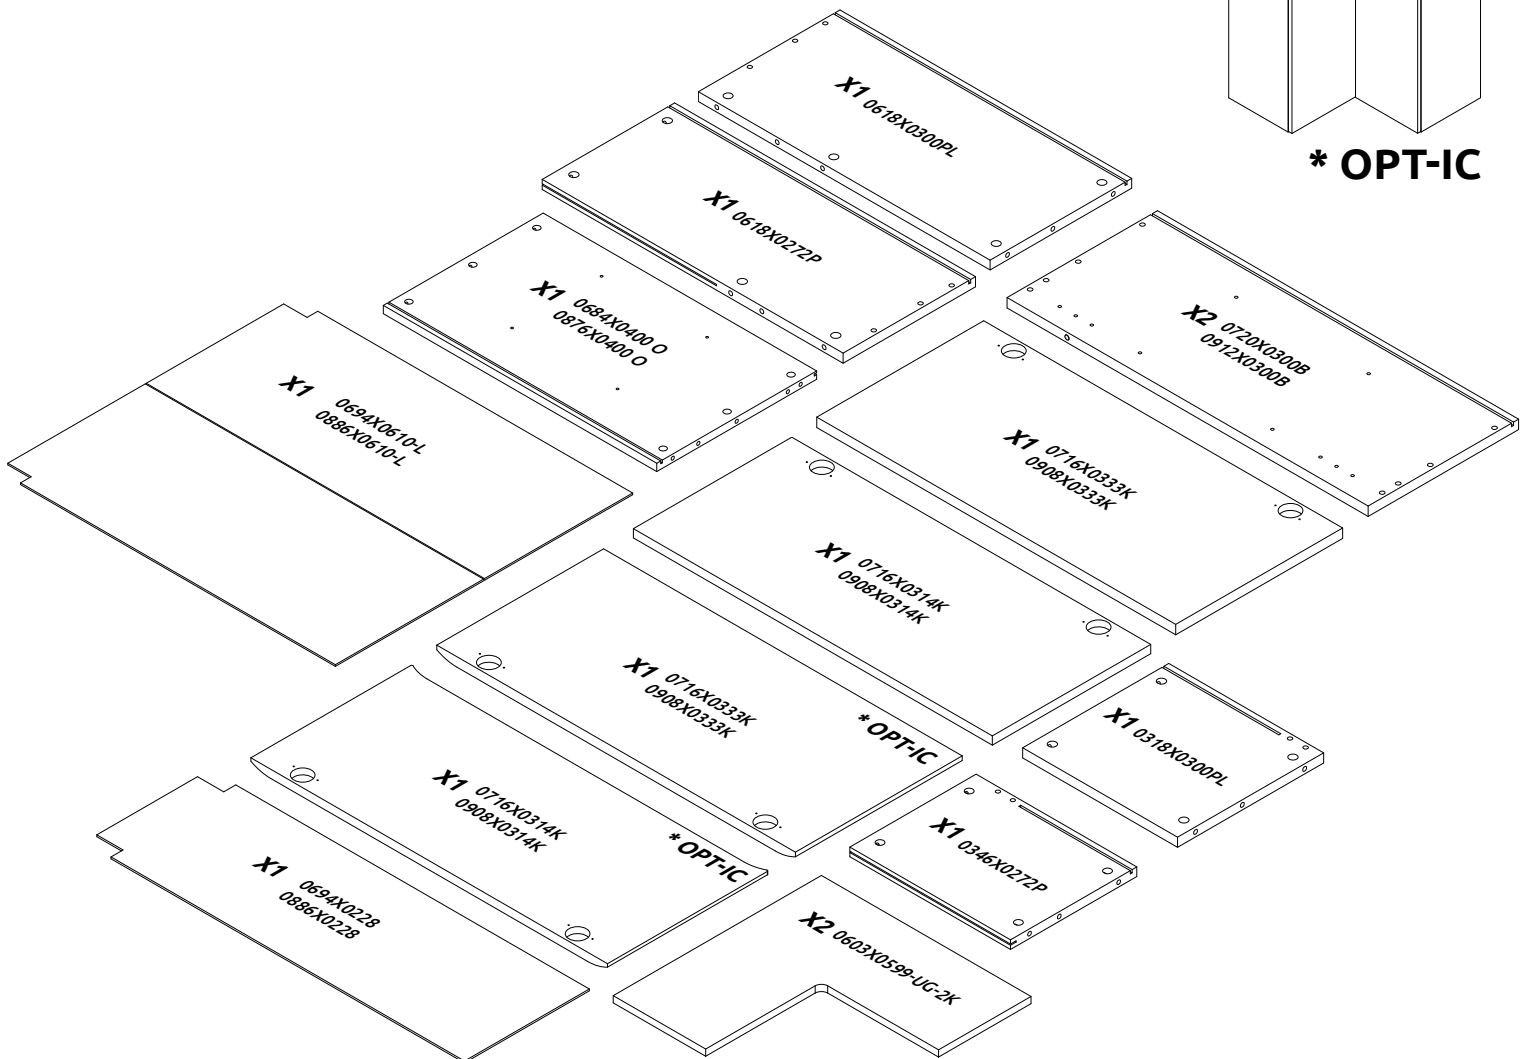 X1 0618X0300PL
* OPT-IC
X1 0618X0272P
X1 0684X0400 O
0876X0400 O
X2 0720X0300B
0912X0300B
X1 0694X0610-L
0886X0610-L
X1 0716X0333K
0908X0333K
X1 0716X0314K
0908X0314K
X1 0716X0333K
0908X0333K
* OPT-IC
X1 0318X0300PL
X1 0716X0314K
0908X0314K
* OPT-IC
X1 0346X0272P
X1 0694X0228
0886X0228
X2 0603X0599-UG-2K